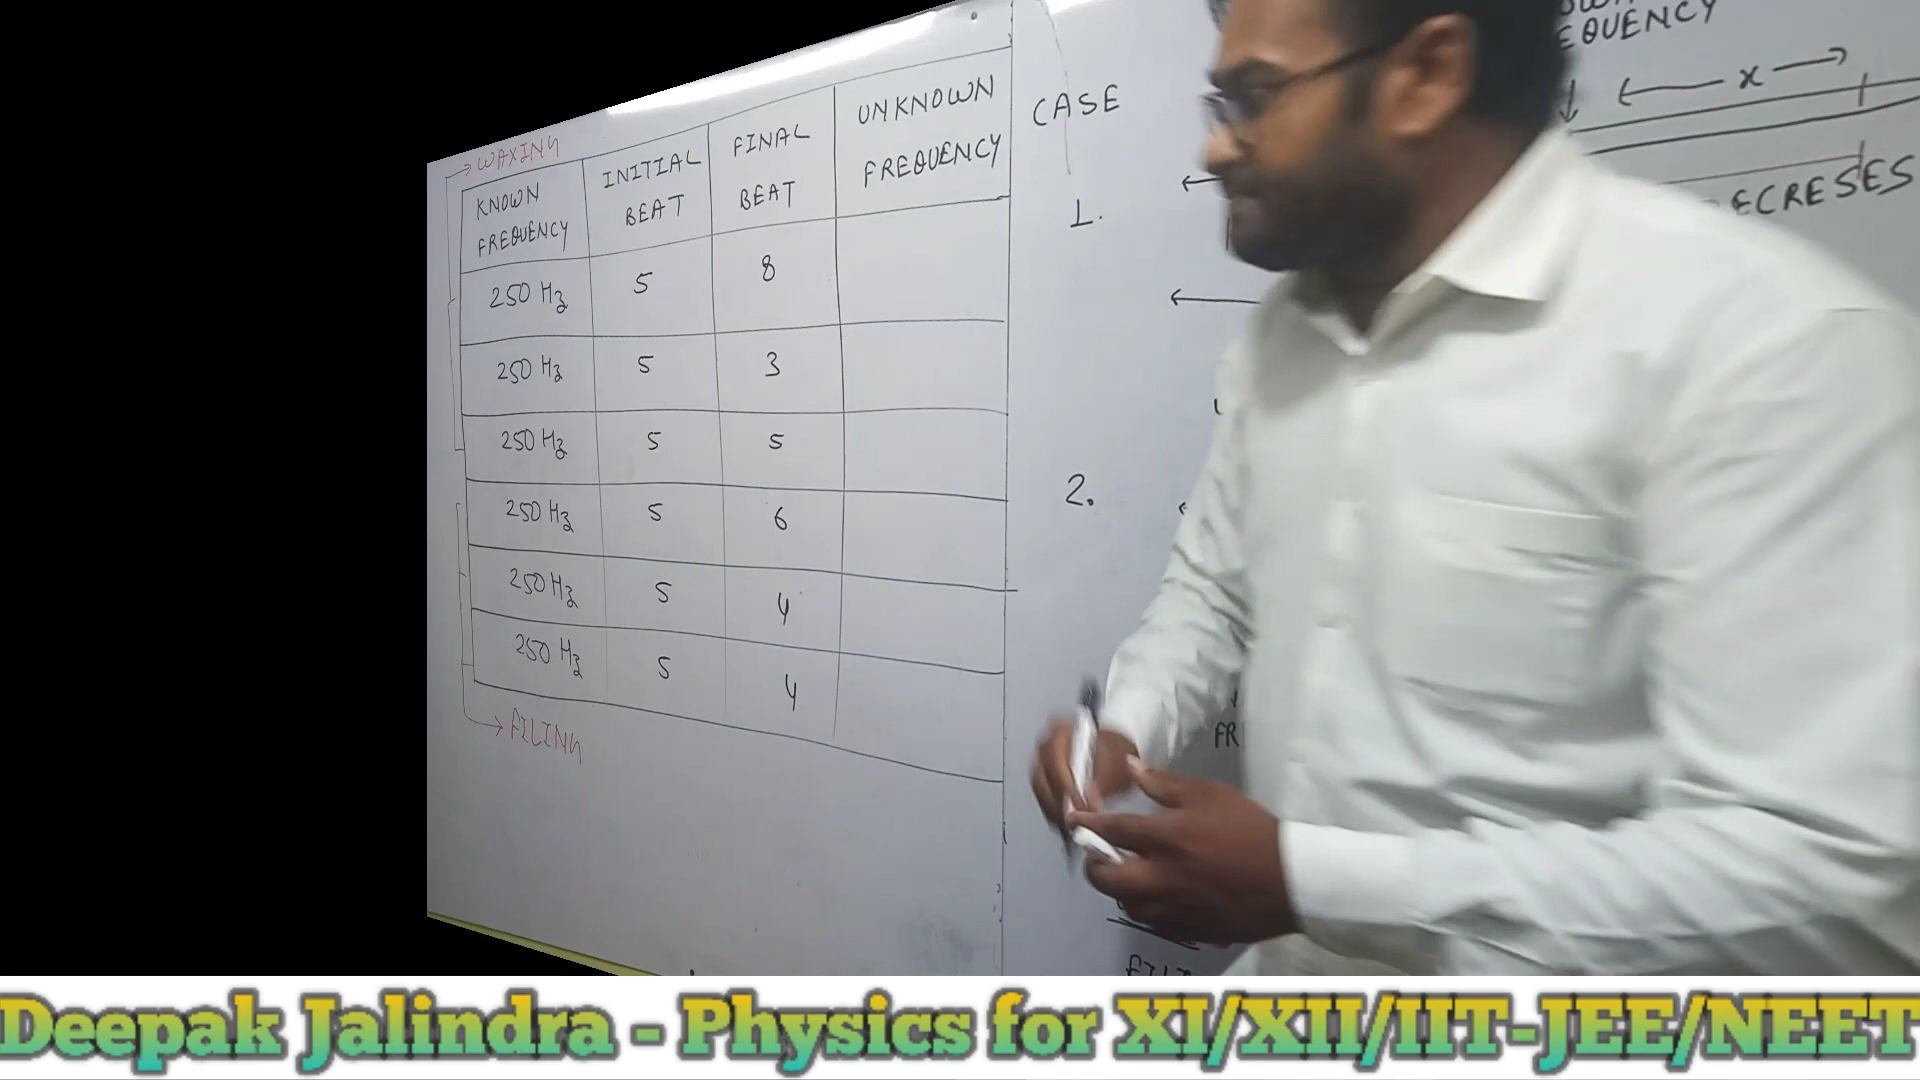 WAXING
KNOWN FREQUENCY
INITIAL BEAT
FINAL BEAT
UNKNOWN FREQUENCY
250 Hz 5 8
250 Hz 5 3
250 Hz 5 5
250 Hz 5 6
250 Hz 5 4
250 Hz 5 4
FILING
CASE
1.
2.
FR
EQUENCY
x
ECRESES
Deepak Jalindra - Physics for XI/XII/IIT-JEE/NEET